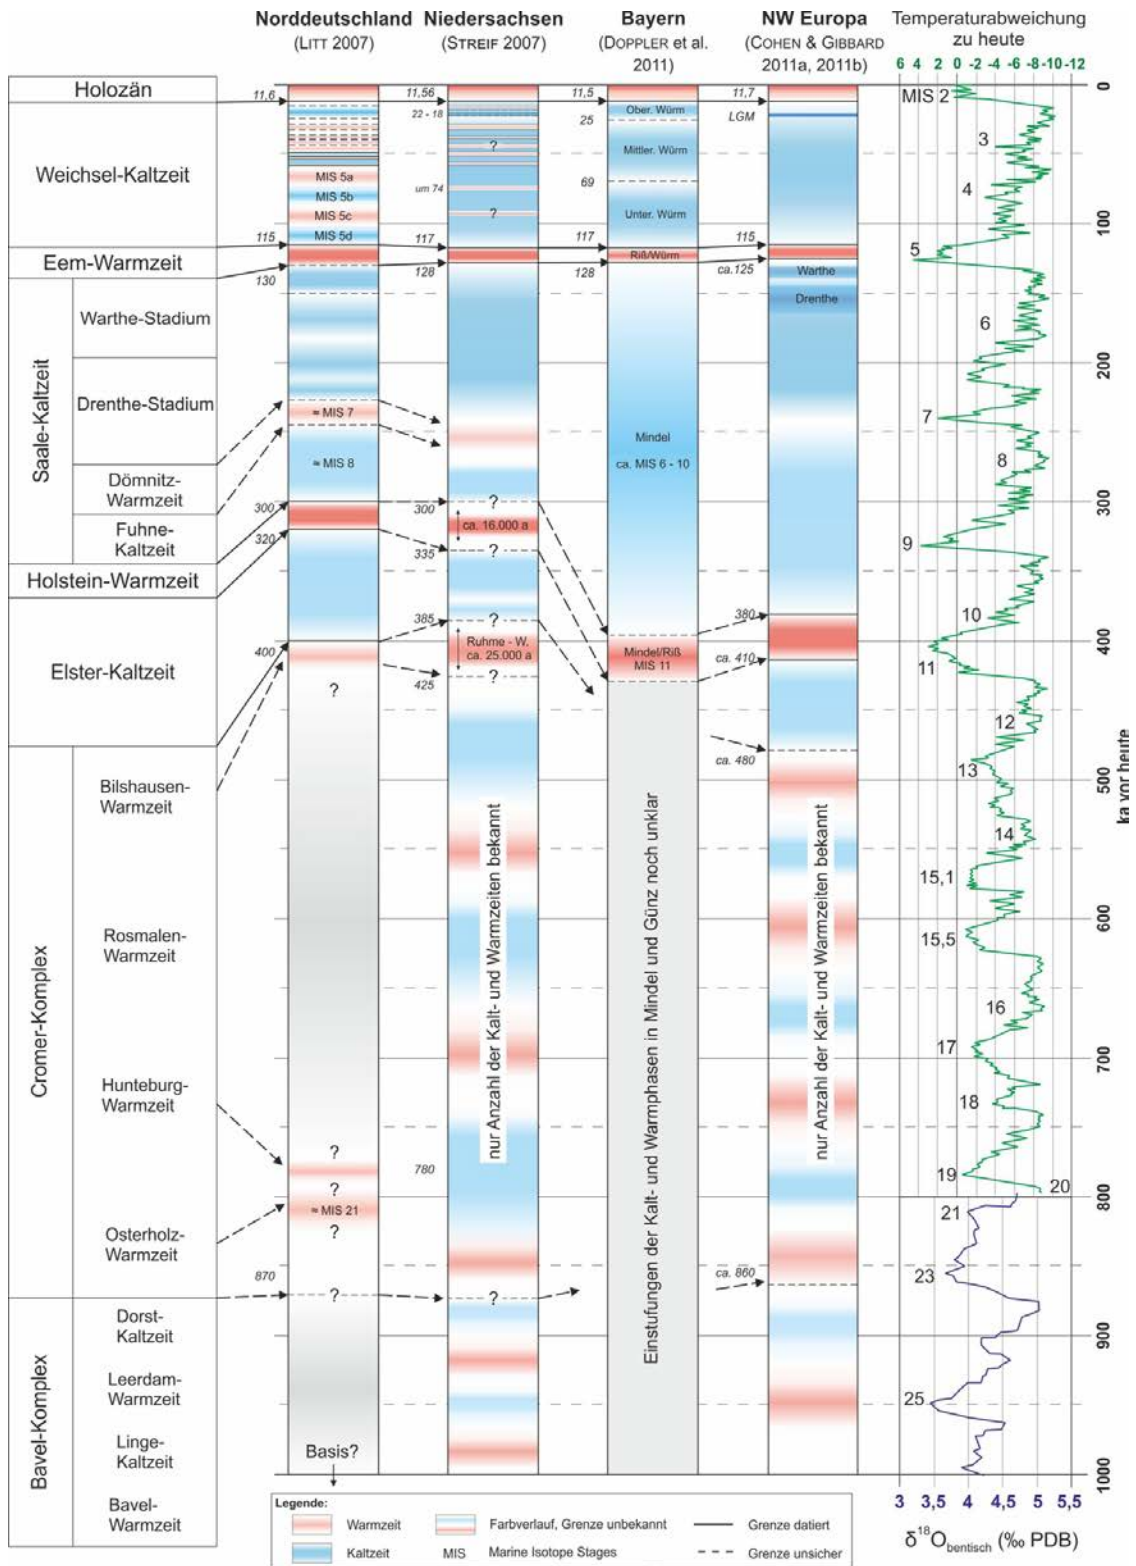 Norddeutschland
(LITT 2007)
Niedersachsen
(STREIF 2007)
Bayern
(DOPPLER et al.
2011)
NW Europa
(COHEN & GIBBARD
2011a, 2011b)
Temperaturabweichung
zu heute
6 4 2 0 -2 -4 -6 -8 -10 -12
Holozän
Weichsel-Kaltzeit
Eem-Warmzeit
Saale-Kaltzeit
Warthe-Stadium
Drenthe-Stadium
Dömnitz-
Warmzeit
Fuhne-
Kaltzeit
Holstein-Warmzeit
Elster-Kaltzeit
Cromer-Komplex
Bilshausen-
Warmzeit
Rosmalen-
Warmzeit
Hunteburg-
Warmzeit
Osterholz-
Warmzeit
Bavel-Komplex
Dorst-
Kaltzeit
Leerdam-
Warmzeit
Linge-
Kaltzeit
Bavel-
Warmzeit
11,6
115
130
300
320
400
870
MIS 5a
MIS 5b
MIS 5c
MIS 5d
≈ MIS 7
≈ MIS 8
?
?
?
≈ MIS 21
?
?
Basis?
11,56
22 - 18
um 74
117
128
300
335
385
425
780
?
?
?
ca. 16.000 a
?
?
Ruhme - W.
ca. 25.000 a
?
nur Anzahl der Kalt- und Warmzeiten bekannt
?
11,5
25
69
117
128
Ober. Würm
Mittler. Würm
Unter. Würm
Riß/Würm
Mindel
ca. MIS 6 - 10
Mindel/Riß
MIS 11
Einstufungen der Kalt- und Warmphasen in Mindel und Günz noch unklar
11,7
LGM
115
ca.125
380
ca. 410
ca. 480
ca. 860
Warthe
Drenthe
nur Anzahl der Kalt- und Warmzeiten bekannt
MIS 2
3
4
5
6
7
8
9
10
11
12
13
14
15,1
15,5
16
17
18
19
20
21
23
25
0
100
200
300
400
500
600
700
800
900
1000
ka vor heute
3 3,5 4 4,5 5 5,5
δ18Obentisch (‰ PDB)
Legende:
Warmzeit
Kaltzeit
Farbverlauf, Grenze unbekannt
MIS Marine Isotope Stages
Grenze datiert
Grenze unsicher